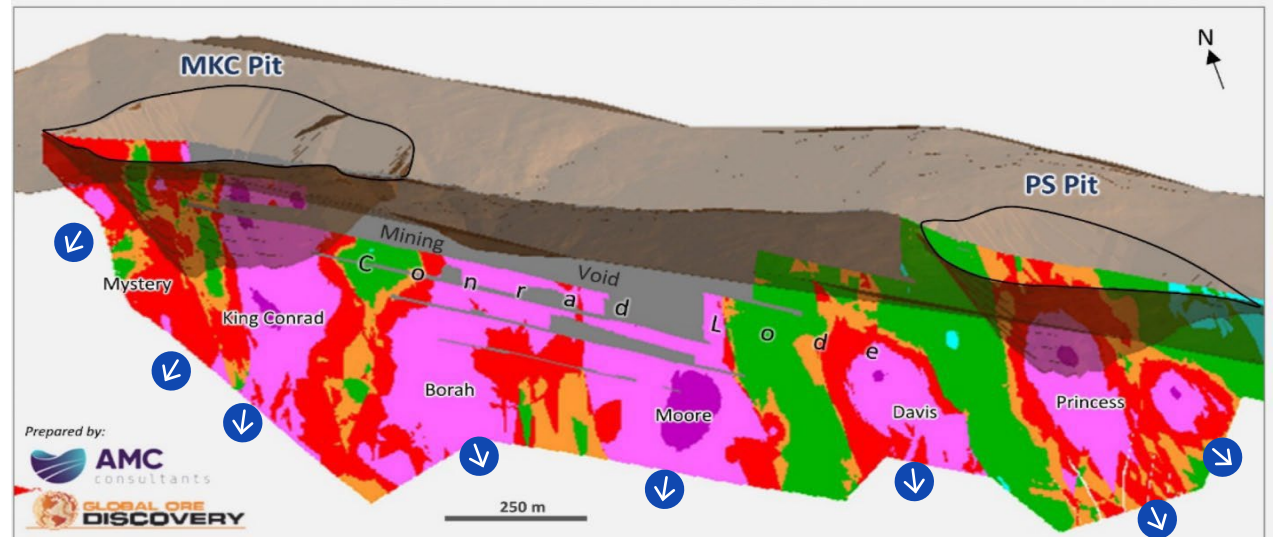 N
MKC Pit
PS Pit
Mining
Void
Conrad
Lode
Mystery
King Conrad
Borah
Moore
Davis
Princess
Prepared by:
AMC
consultants
GLOBAL ORE
DISCOVERY
250 m